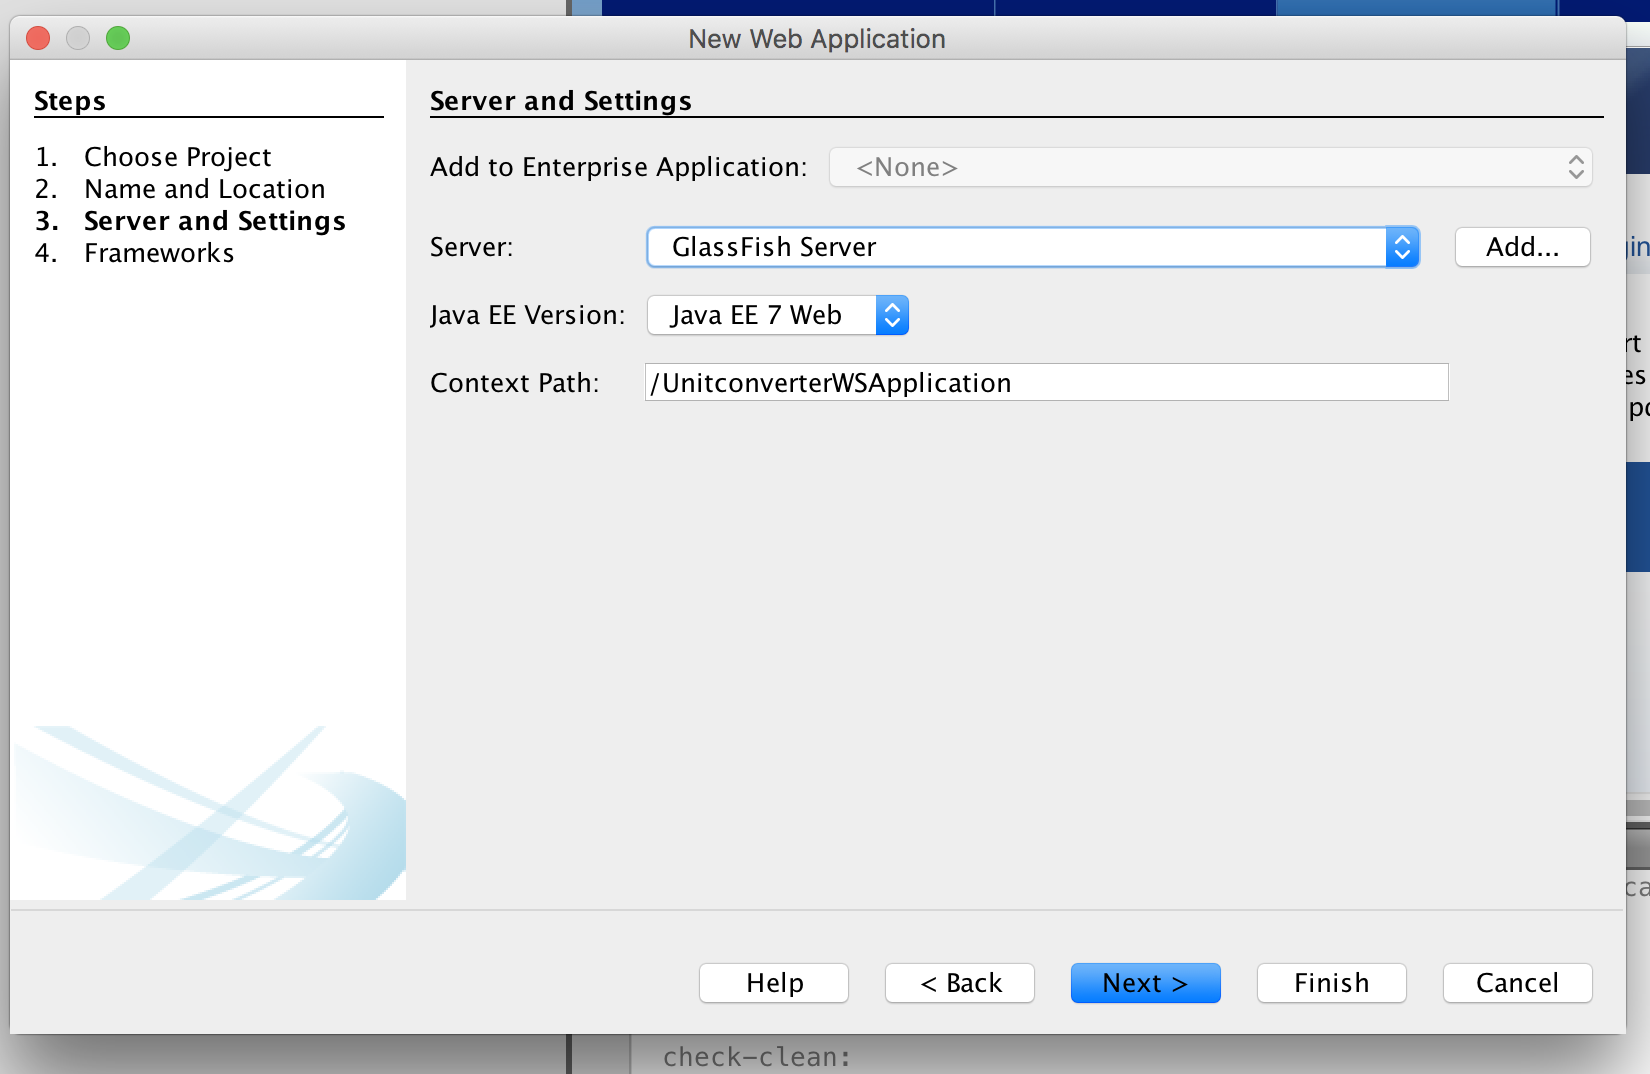 New Web Application
Steps
1. Choose Project
2. Name and Location
3. Server and Settings
4. Frameworks
Server and Settings
Add to Enterprise Application: <None>
Server: GlassFish Server Add...
Java EE Version: Java EE 7 Web
Context Path: /UnitconverterWSApplication
Help < Back Next > Finish Cancel
check-clean: